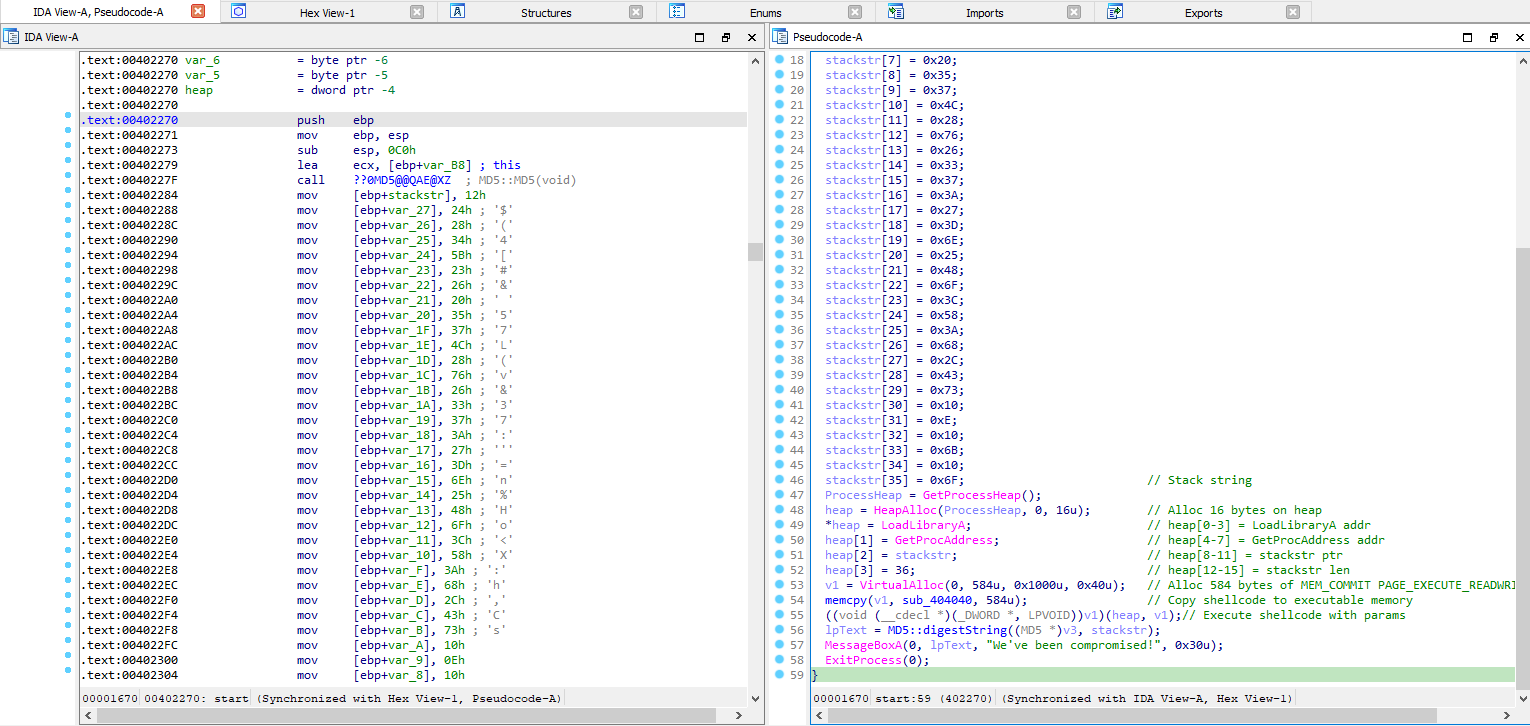 IDA View-A, Pseudocode-A
Hex View-1
Structures
Enums
Imports
Exports
IDA View-A
.text:00402270 var_6 = byte ptr -6
.text:00402270 var_5 = byte ptr -5
.text:00402270 heap = dword ptr -4
.text:00402270
.text:00402270 push ebp
.text:00402271 mov ebp, esp
.text:00402273 sub esp, 0C0h
.text:00402279 lea ecx, [ebp+var_B8] ; this
.text:0040227F call ??0MD5@@QAE@XZ ; MD5::MD5(void)
.text:00402284 mov [ebp+stackstr], 12h
.text:00402288 mov [ebp+var_27], 24h ; '$'
.text:0040228C mov [ebp+var_26], 28h ; '('
.text:00402290 mov [ebp+var_25], 34h ; '4'
.text:00402294 mov [ebp+var_24], 5Bh ; '['
.text:00402298 mov [ebp+var_23], 23h ; '#'
.text:0040229C mov [ebp+var_22], 26h ; '&'
.text:004022A0 mov [ebp+var_21], 20h ; ' '
.text:004022A4 mov [ebp+var_20], 35h ; '5'
.text:004022A8 mov [ebp+var_1F], 37h ; '7'
.text:004022AC mov [ebp+var_1E], 4Ch ; 'L'
.text:004022B0 mov [ebp+var_1D], 28h ; '('
.text:004022B4 mov [ebp+var_1C], 76h ; 'v'
.text:004022B8 mov [ebp+var_1B], 26h ; '&'
.text:004022BC mov [ebp+var_1A], 33h ; '3'
.text:004022C0 mov [ebp+var_19], 37h ; '7'
.text:004022C4 mov [ebp+var_18], 3Ah ; ':'
.text:004022C8 mov [ebp+var_17], 27h ; '''
.text:004022CC mov [ebp+var_16], 3Dh ; '='
.text:004022D0 mov [ebp+var_15], 6Eh ; 'n'
.text:004022D4 mov [ebp+var_14], 25h ; '%'
.text:004022D8 mov [ebp+var_13], 48h ; 'H'
.text:004022DC mov [ebp+var_12], 6Fh ; 'o'
.text:004022E0 mov [ebp+var_11], 3Ch ; '<'
.text:004022E4 mov [ebp+var_10], 58h ; 'X'
.text:004022E8 mov [ebp+var_F], 3Ah ; ':'
.text:004022EC mov [ebp+var_E], 68h ; 'h'
.text:004022F0 mov [ebp+var_D], 2Ch ; ','
.text:004022F4 mov [ebp+var_C], 43h ; 'C'
.text:004022F8 mov [ebp+var_B], 73h ; 's'
.text:004022FC mov [ebp+var_A], 10h
.text:00402300 mov [ebp+var_9], 0Eh
.text:00402304 mov [ebp+var_8], 10h
00001670 00402270: start (Synchronized with Hex View-1, Pseudocode-A)
Pseudocode-A
18 stackstr[7] = 0x20;
19 stackstr[8] = 0x35;
20 stackstr[9] = 0x37;
21 stackstr[10] = 0x4C;
22 stackstr[11] = 0x28;
23 stackstr[12] = 0x76;
24 stackstr[13] = 0x26;
25 stackstr[14] = 0x33;
26 stackstr[15] = 0x37;
27 stackstr[16] = 0x3A;
28 stackstr[17] = 0x27;
29 stackstr[18] = 0x3D;
30 stackstr[19] = 0x6E;
31 stackstr[20] = 0x25;
32 stackstr[21] = 0x48;
33 stackstr[22] = 0x6F;
34 stackstr[23] = 0x3C;
35 stackstr[24] = 0x58;
36 stackstr[25] = 0x3A;
37 stackstr[26] = 0x68;
38 stackstr[27] = 0x2C;
39 stackstr[28] = 0x43;
40 stackstr[29] = 0x73;
41 stackstr[30] = 0x10;
42 stackstr[31] = 0xE;
43 stackstr[32] = 0x10;
44 stackstr[33] = 0x6B;
45 stackstr[34] = 0x10;
46 stackstr[35] = 0x6F; // Stack string
47 ProcessHeap = GetProcessHeap();
48 heap = HeapAlloc(ProcessHeap, 0, 16u); // Alloc 16 bytes on heap
49 *heap = LoadLibraryA; // heap[0-3] = LoadLibraryA addr
50 heap[1] = GetProcAddress; // heap[4-7] = GetProcAddress addr
51 heap[2] = stackstr; // heap[8-11] = stackstr ptr
52 heap[3] = 36; // heap[12-15] = stackstr len
53 v1 = VirtualAlloc(0, 584u, 0x1000u, 0x40u); // Alloc 584 bytes of MEM_COMMIT PAGE_EXECUTE_READWRI
54 memcpy(v1, sub_404040, 584u); // Copy shellcode to executable memory
55 ((void (__cdecl *)(_DWORD *, LPVOID))v1)(heap, v1);// Execute shellcode with params
56 lpText = MD5::digestString((MD5 *)v3, stackstr);
57 MessageBoxA(0, lpText, "We've been compromised!", 0x30u);
58 ExitProcess(0);
59 }
00001670 start:59 (402270) (Synchronized with IDA View-A, Hex View-1)